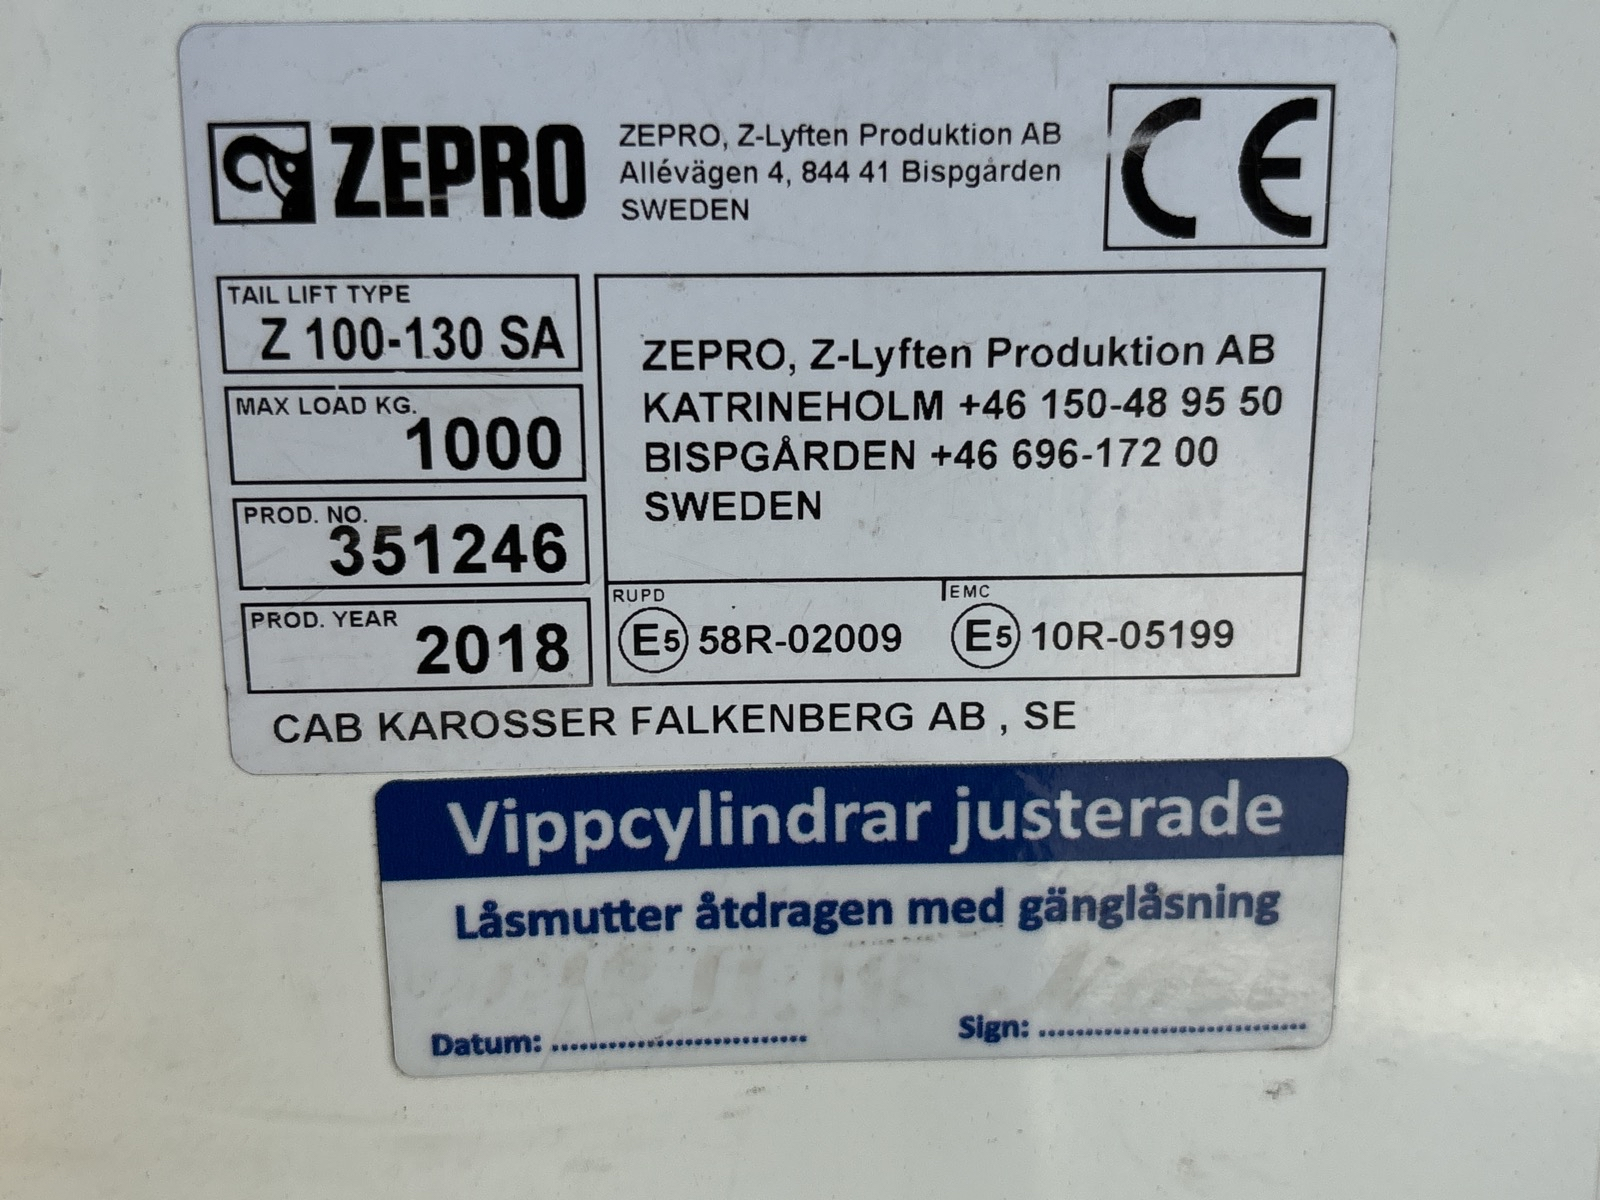 ZEPRO
ZEPRO, Z-Lyften Produktion AB
Allévägen 4, 844 41 Bispgården
SWEDEN
CE
TAIL LIFT TYPE
Z 100-130 SA
MAX LOAD KG.
1000
PROD. NO.
351246
PROD. YEAR
2018
ZEPRO, Z-Lyften Produktion AB
KATRINEHOLM +46 150-48 95 50
BISPGÅRDEN +46 696-172 00
SWEDEN
RUPD
E5 58R-02009
EMC
E5 10R-05199
CAB KAROSSER FALKENBERG AB , SE
Vippcylindrar justerade
Låsmutter åtdragen med gänglåsning
Datum: ..........................
Sign: ..............................